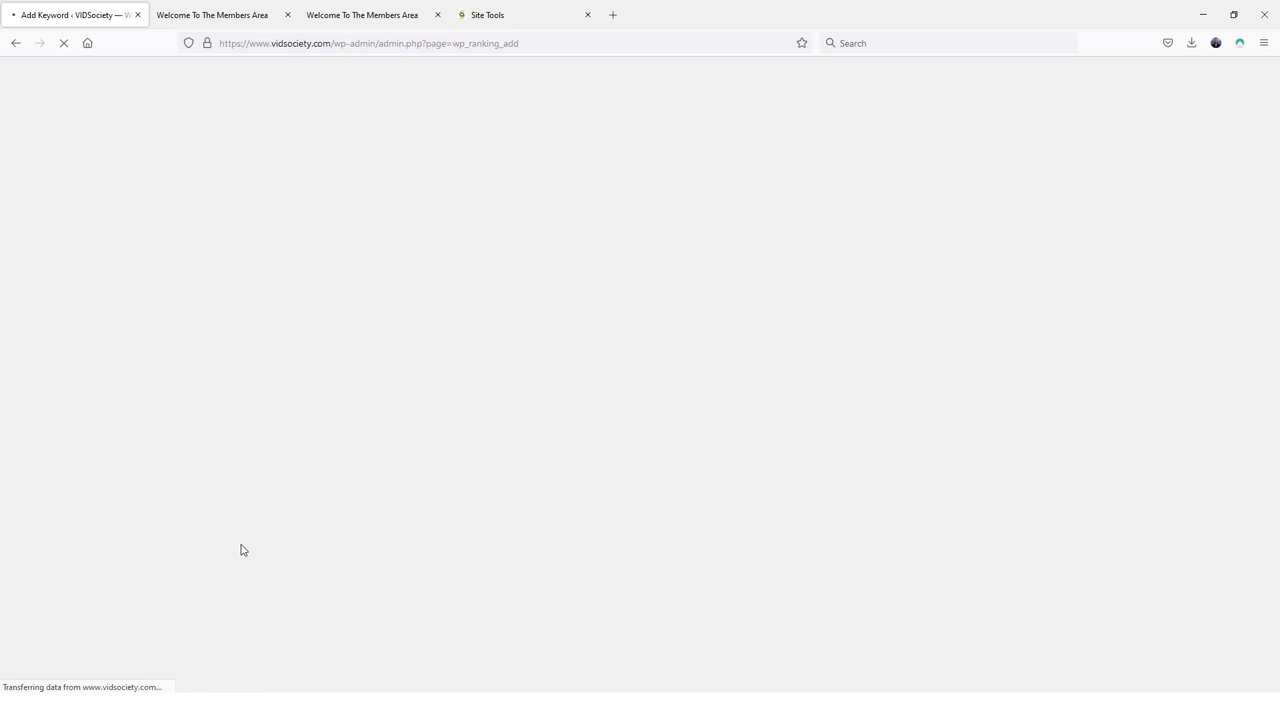 Add Keyword ‹ VIDSociety — W
Welcome To The Members Area
Welcome To The Members Area
Site Tools
https://www.vidsociety.com/wp-admin/admin.php?page=wp_ranking_add
Search
Transferring data from www.vidsociety.com...